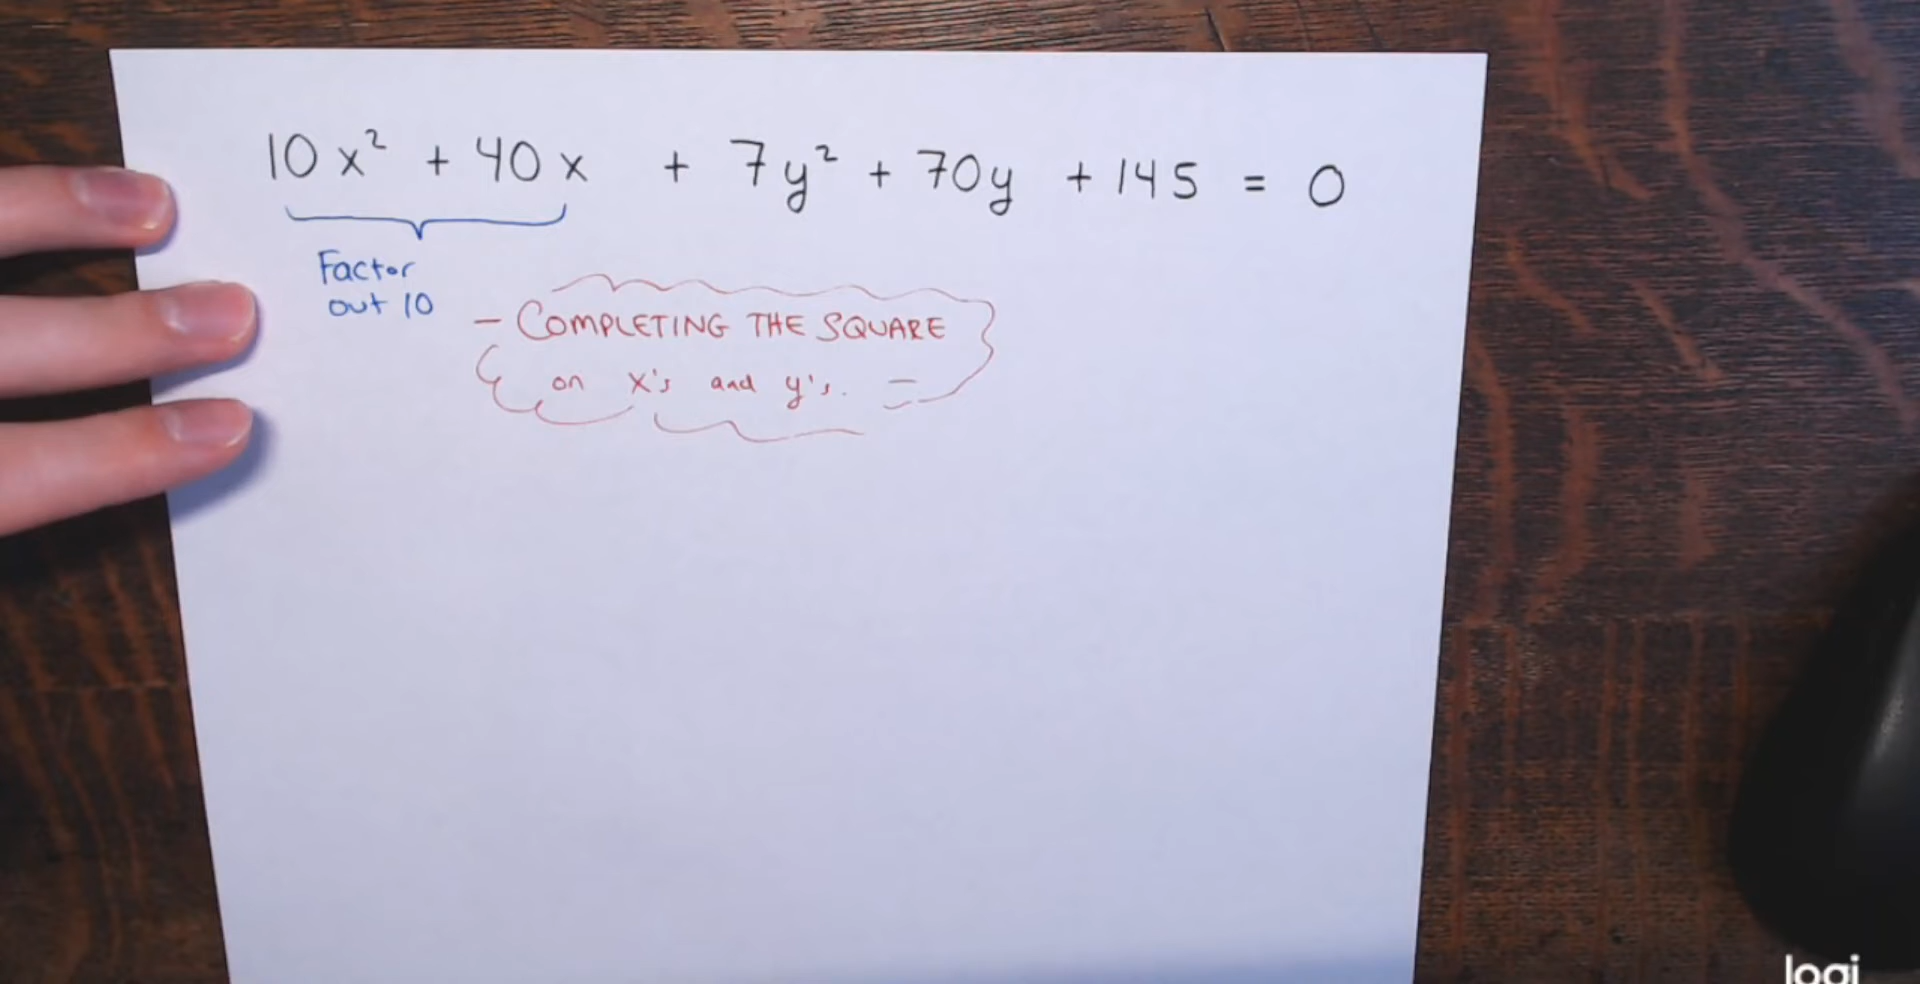 10x² + 40x + 7y² + 70y + 145 = 0
Factor
out 10
- COMPLETING THE SQUARE
on x's and y's. -
logi